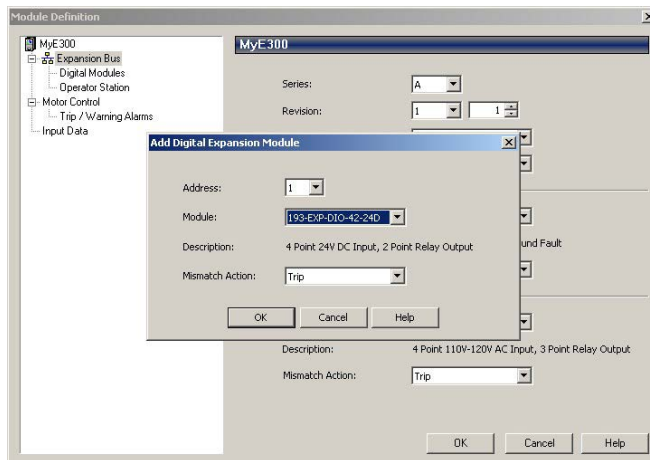 Module Definition
MyE300
Expansion Bus
Digital Modules
Operator Station
Motor Control
Trip / Warning Alarms
Input Data
MyE300
Series:
A
Revision:
1
1
Add Digital Expansion Module
Address:
1
Module:
193-EXP-DIO-42-24D
Description:
4 Point 24V DC Input, 2 Point Relay Output
Mismatch Action:
Trip
OK
Cancel
Help
Fault
Description:
4 Point 110V-120V AC Input, 3 Point Relay Output
Mismatch Action:
Trip
OK
Cancel
Help